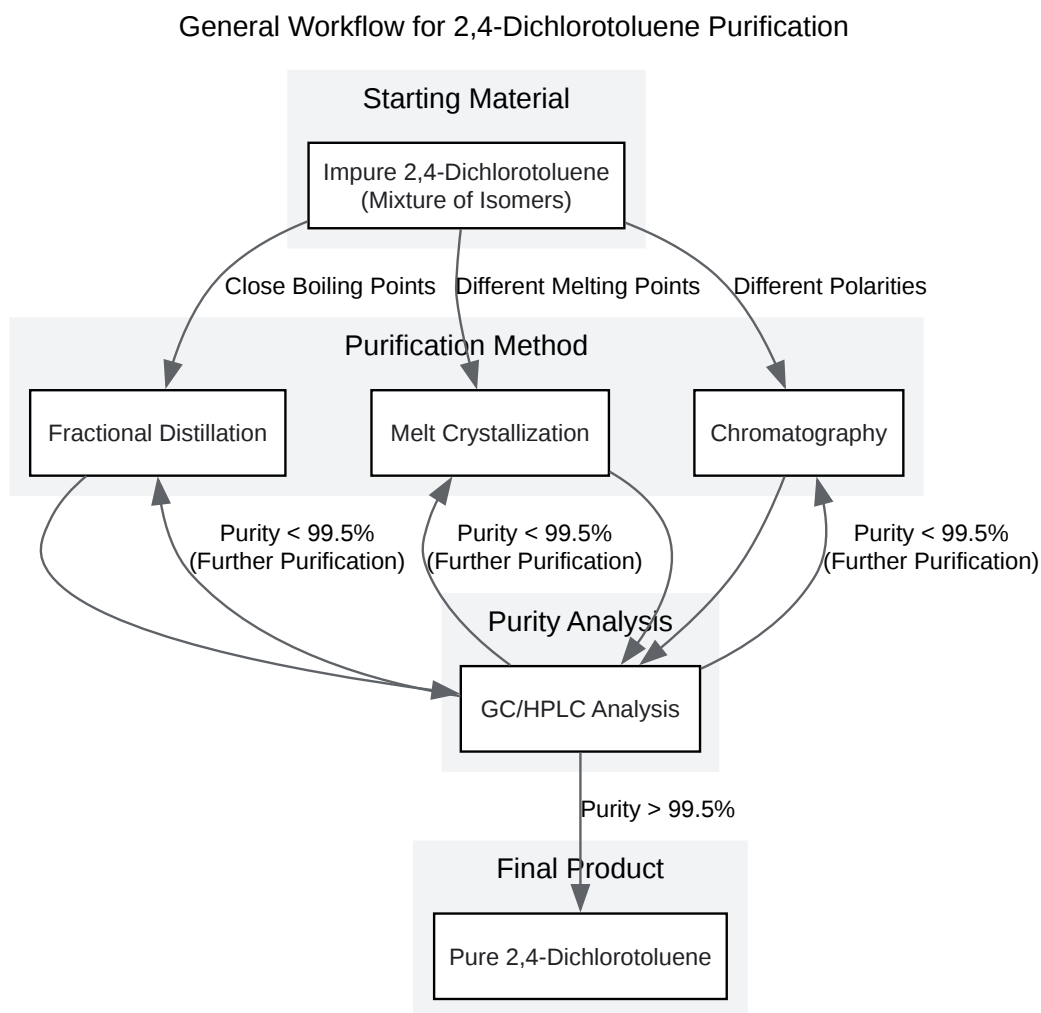 General Workflow for 2,4-Dichlorotoluene Purification
Starting Material
Impure 2,4-Dichlorotoluene
(Mixture of Isomers)
Close Boiling Points
Different Melting Points
Different Polarities
Purification Method
Fractional Distillation
Melt Crystallization
Chromatography
Purity < 99.5%
(Further Purification)
Purity < 99.5%
(Further Purification)
Purity < 99.5%
(Further Purification)
Purity Analysis
GC/HPLC Analysis
Purity > 99.5%
Final Product
Pure 2,4-Dichlorotoluene